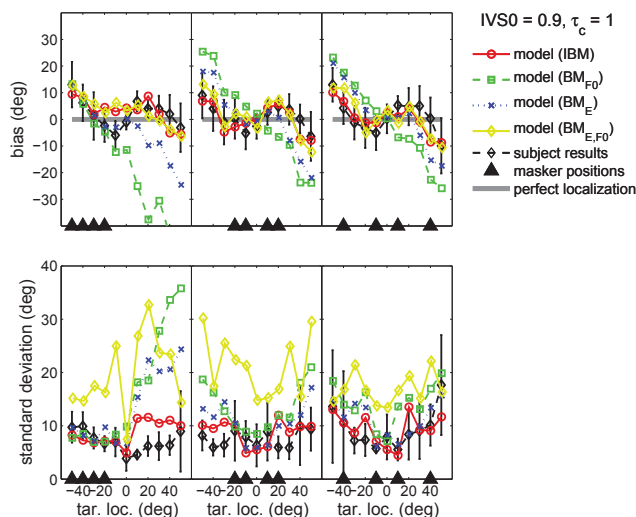 IVS0 = 0.9, τc = 1
model (IBM)
model (BMF0)
model (BME)
model (BME,F0)
subject results
masker positions
perfect localization
bias (deg)
30
20
10
0
−10
−20
−30
standard deviation (deg)
40
30
20
10
0
−40 −20 0 20 40
−40 −20 0 20 40
−40 −20 0 20 40
tar. loc. (deg)
tar. loc. (deg)
tar. loc. (deg)